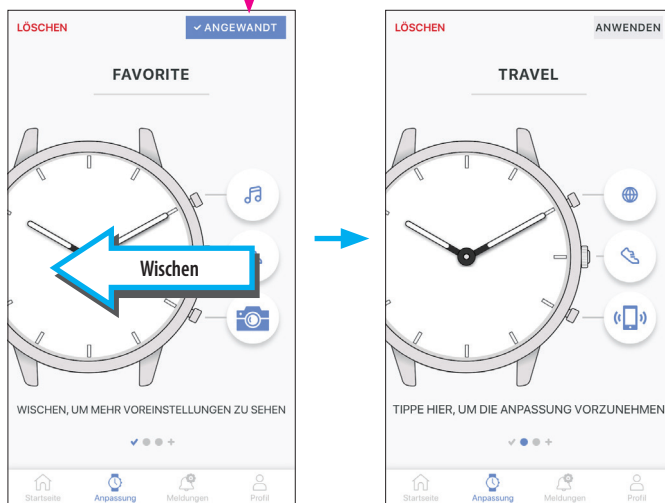 LÖSCHEN
✓ ANGEWANDT
FAVORITE
Wischen
WISCHEN, UM MEHR VOREINSTELLUNGEN ZU SEHEN
Startseite Anpassung Meldungen Profil
LÖSCHEN
ANWENDEN
TRAVEL
TIPPE HIER, UM DIE ANPASSUNG VORZUNEHMEN
Startseite Anpassung Meldungen Profil